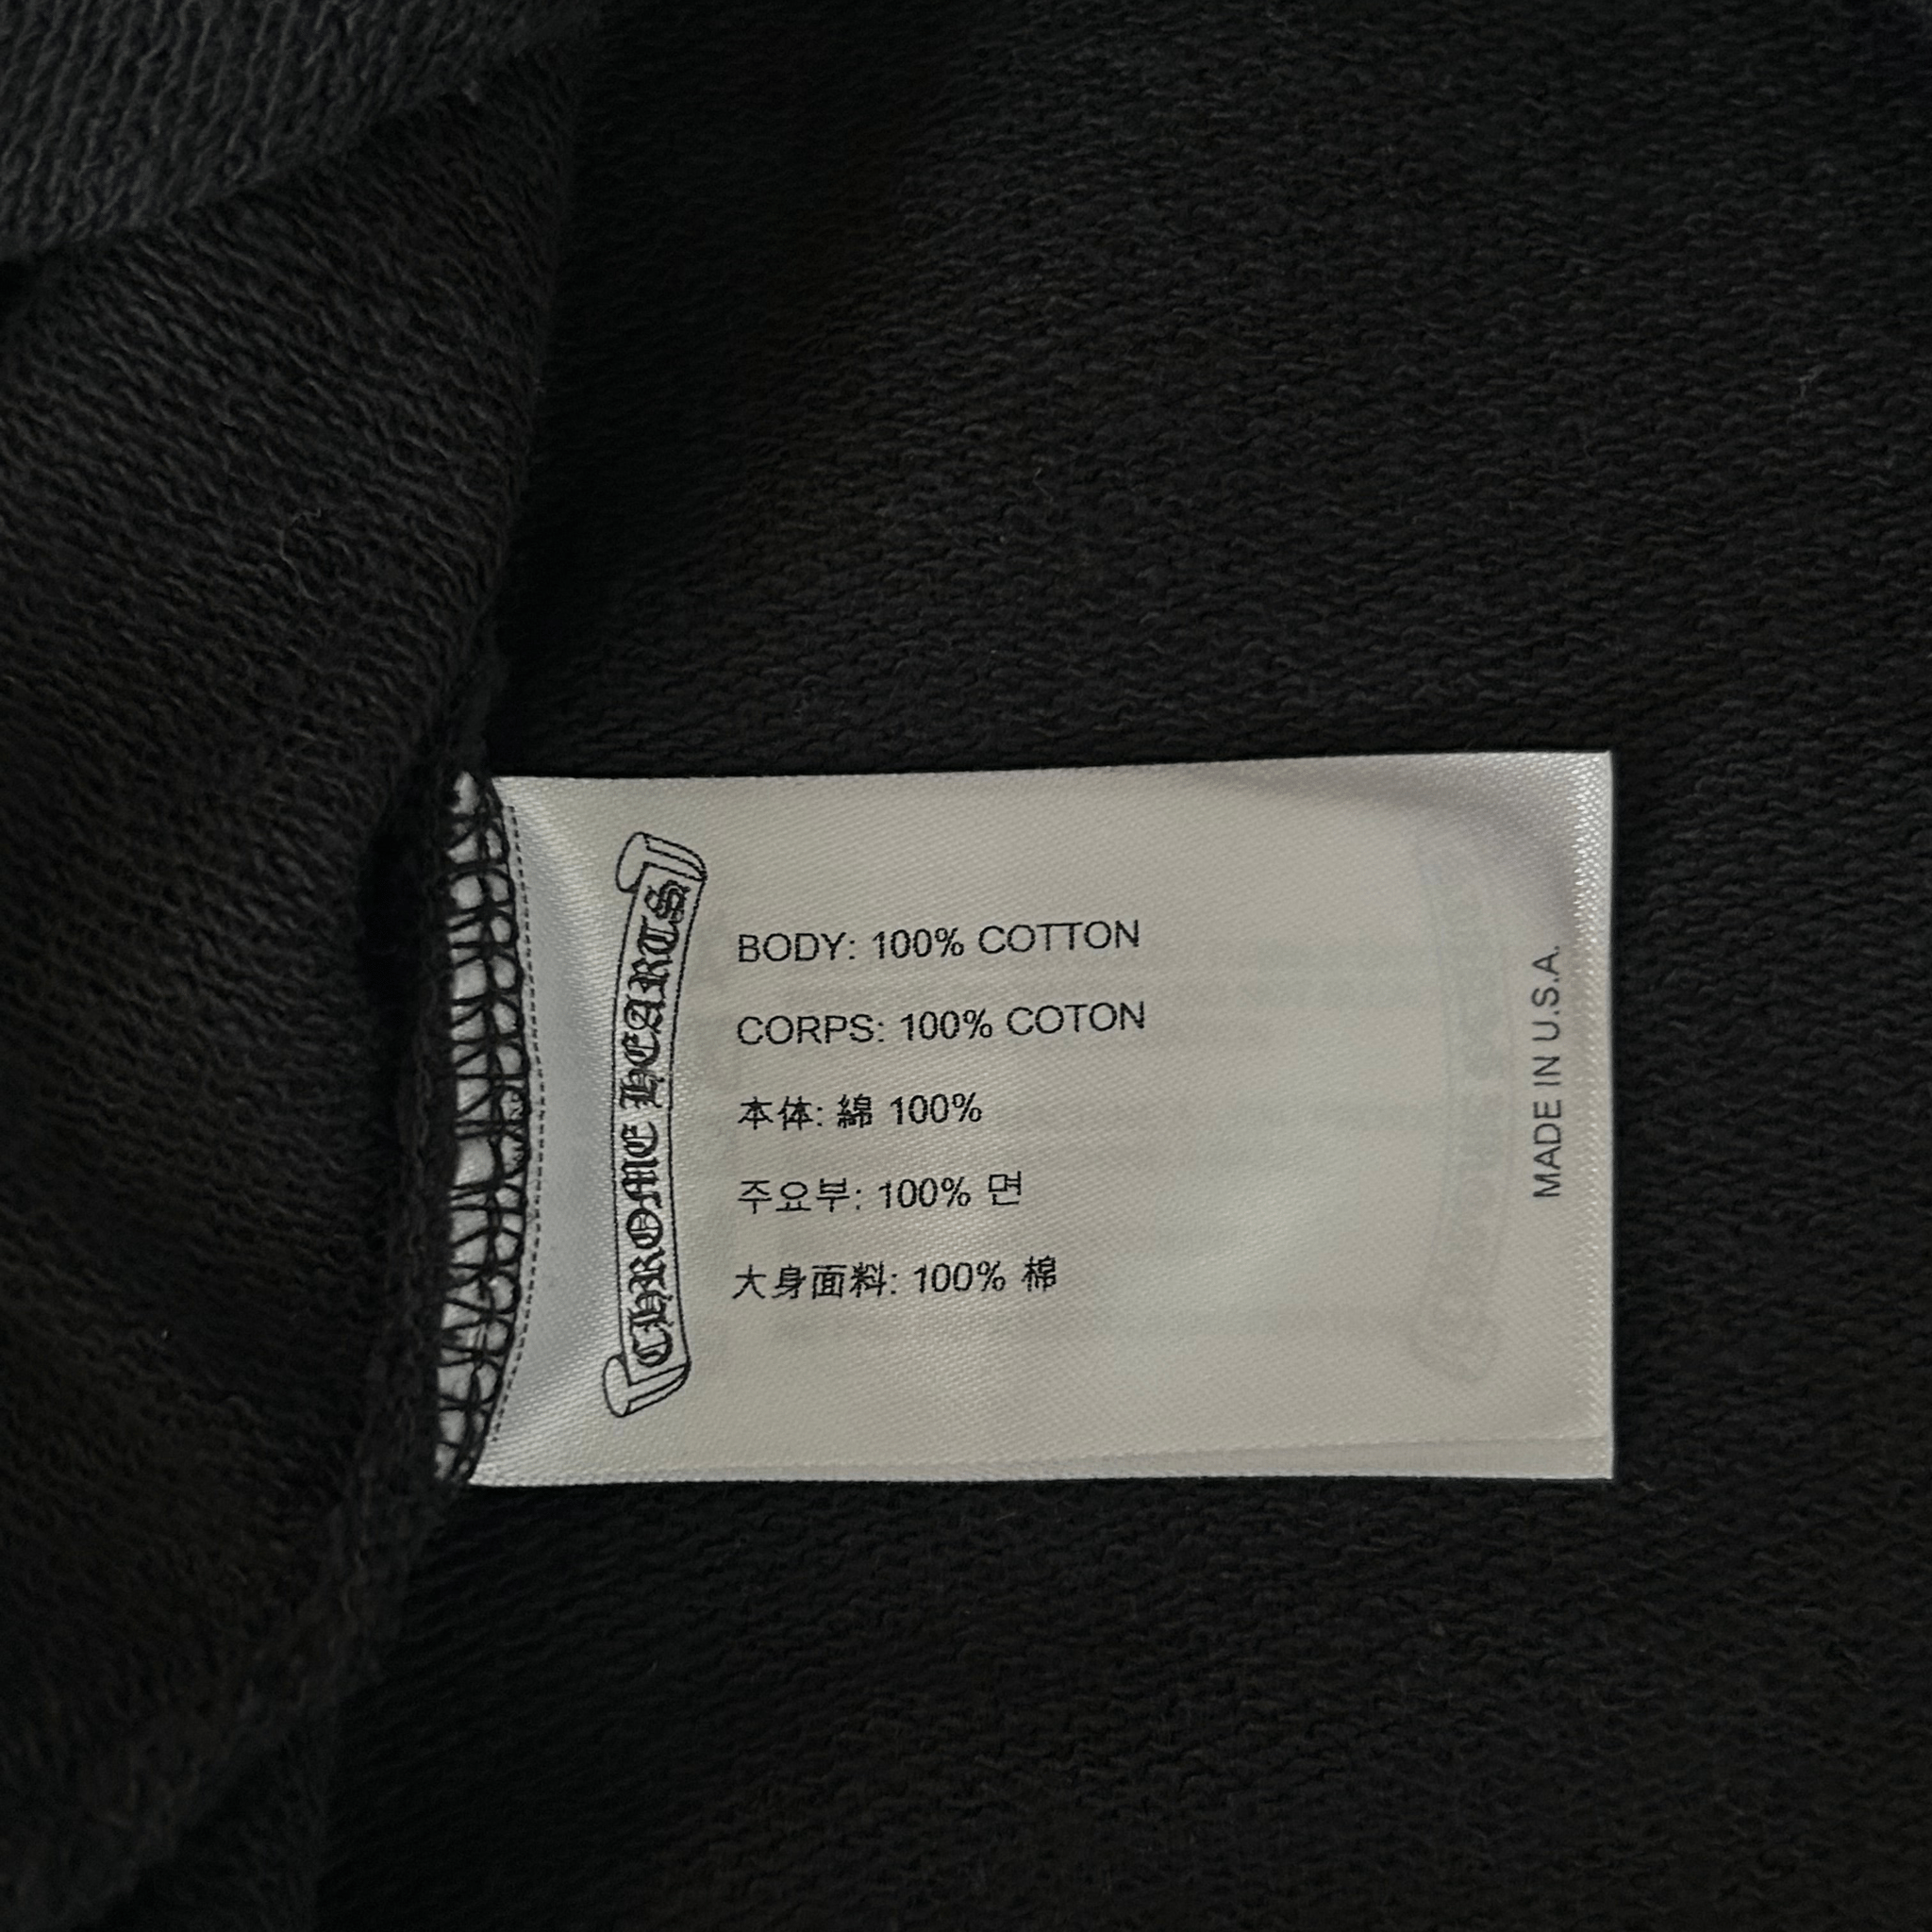 CHROME HEARTS
BODY: 100% COTTON
CORPS: 100% COTON
本体: 綿 100%
주요부: 100% 면
大身面料: 100% 棉
MADE IN U.S.A.